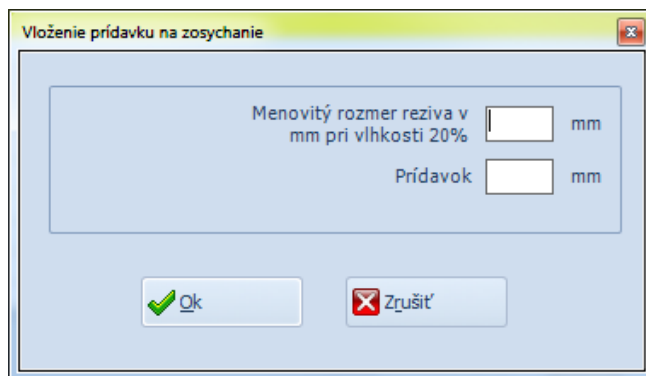 Vloženie prídavku na zosychanie
Menovitý rozmer reziva v
mm pri vlhkosti 20%
mm
Prídavok
mm
Ok
Zrušiť